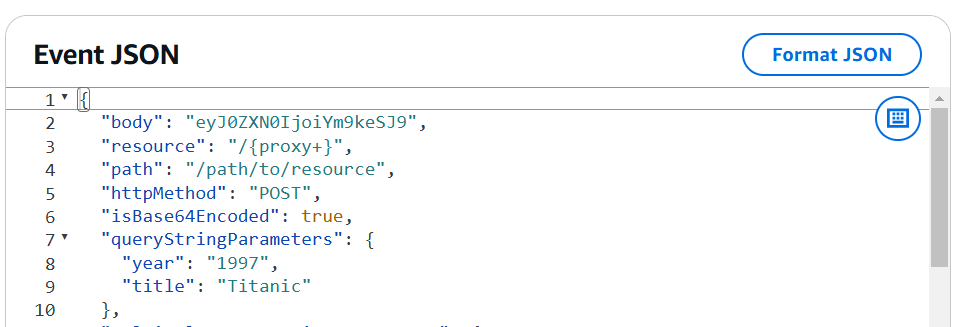 Event JSON
Format JSON
1 {
2 "body": "eyJ0ZXN0IjoiYm9keSJ9",
3 "resource": "/{proxy+}",
4 "path": "/path/to/resource",
5 "httpMethod": "POST",
6 "isBase64Encoded": true,
7 "queryStringParameters": {
8 "year": "1997",
9 "title": "Titanic"
10 },